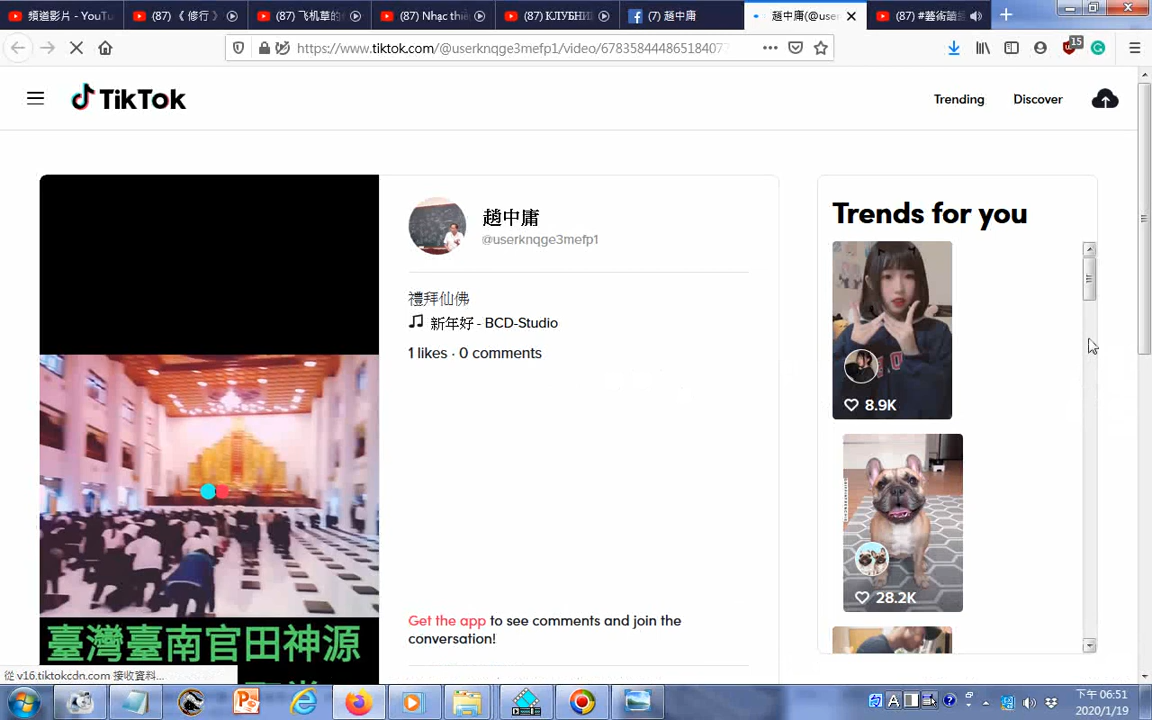 頻道影片 - YouTu
(87) 《 修行 》
(87) 飞机草的
(87) Nhạc thi
(87) КЛУБНИ
(7) 趙中庸
趙中庸(@use
(87) #藝術讀
https://www.tiktok.com/@userknqge3mefp1/video/678358444865184077
15
TikTok
Trending
Discover
趙中庸
@userknqge3mefp1
禮拜仙佛
新年好 - BCD-Studio
1 likes · 0 comments
Get the app to see comments and join the
conversation!
Trends for you
8.9K
28.2K
臺灣臺南官田神源
從 v16.tiktokcdn.com 接收資料...
下午 06:51
2020/1/19